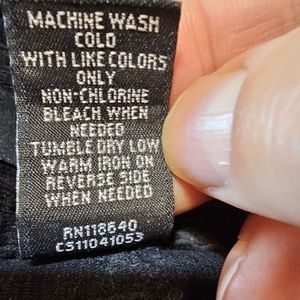 MACHINE WASH
COLD
WITH LIKE COLORS
ONLY
NON-CHLORINE
BLEACH WHEN
NEEDED
TUMBLE DRY LOW
WARM IRON ON
REVERSE SIDE
WHEN NEEDED
RN118640
CS11041053